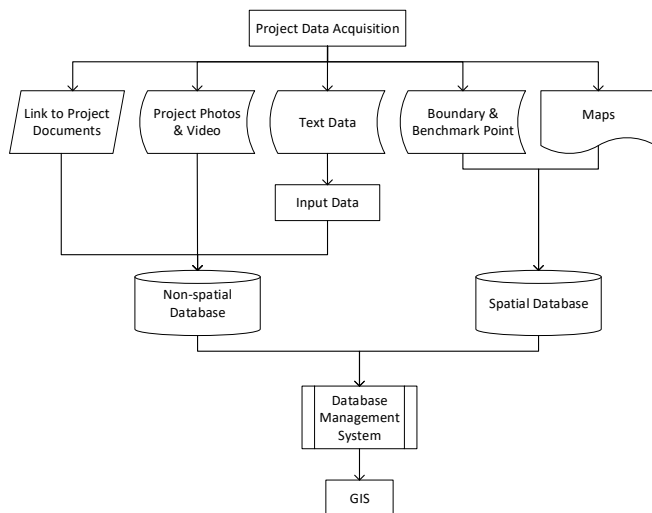 Project Data Acquisition
Link to Project
Documents
Project Photos
& Video
Text Data
Boundary &
Benchmark Point
Maps
Input Data
Non-spatial
Database
Spatial Database
Database
Management
System
GIS